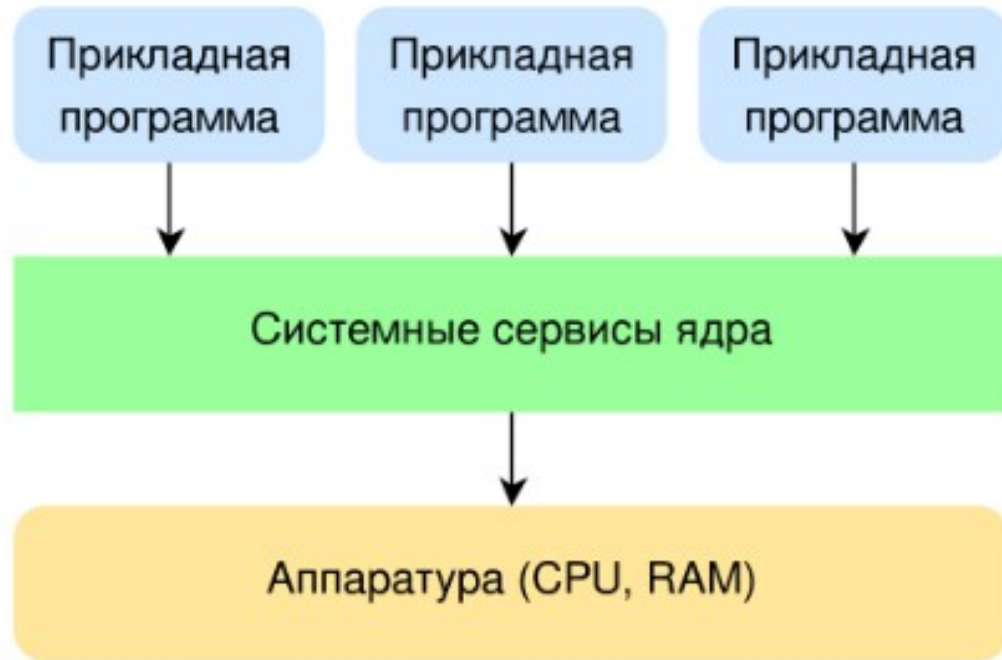 Прикладная
программа
Прикладная
программа
Прикладная
программа
Системные сервисы ядра
Аппаратура (CPU, RAM)